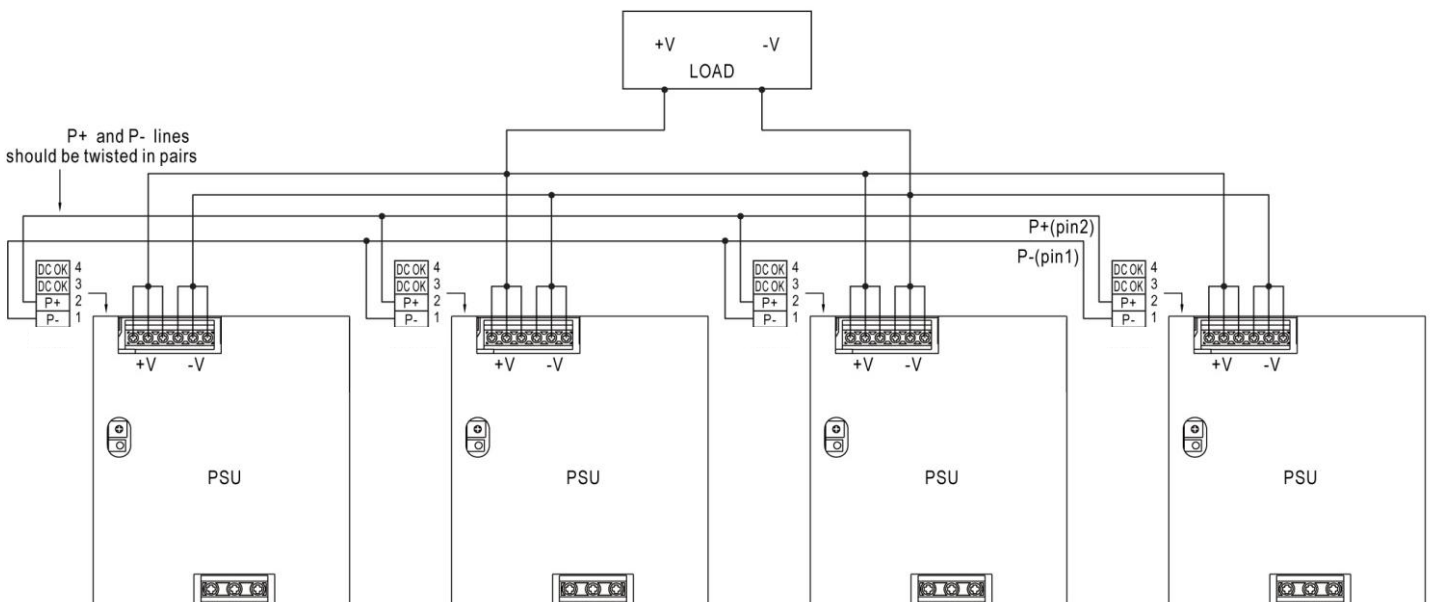 +V -V
LOAD
P+ and P- lines
should be twisted in pairs
P+(pin2)
P-(pin1)
DC OK 4
DC OK 3
P+ 2
P- 1
DC OK 4
DC OK 3
P+ 2
P- 1
DC OK 4
DC OK 3
P+ 2
P- 1
DC OK 4
DC OK 3
P+ 2
P- 1
+V -V
+V -V
+V -V
+V -V
PSU
PSU
PSU
PSU